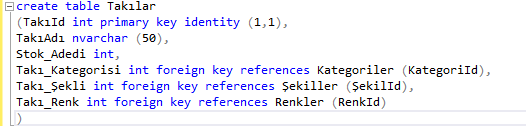 create table Takılar
(TakıId int primary key identity (1,1),
TakıAdı nvarchar (50),
Stok_Adedi int,
Takı_Kategorisi int foreign key references Kategoriler (KategoriId),
Takı_Şekli int foreign key references Şekiller (ŞekilId),
Takı_Renk int foreign key references Renkler (RenkId)
)